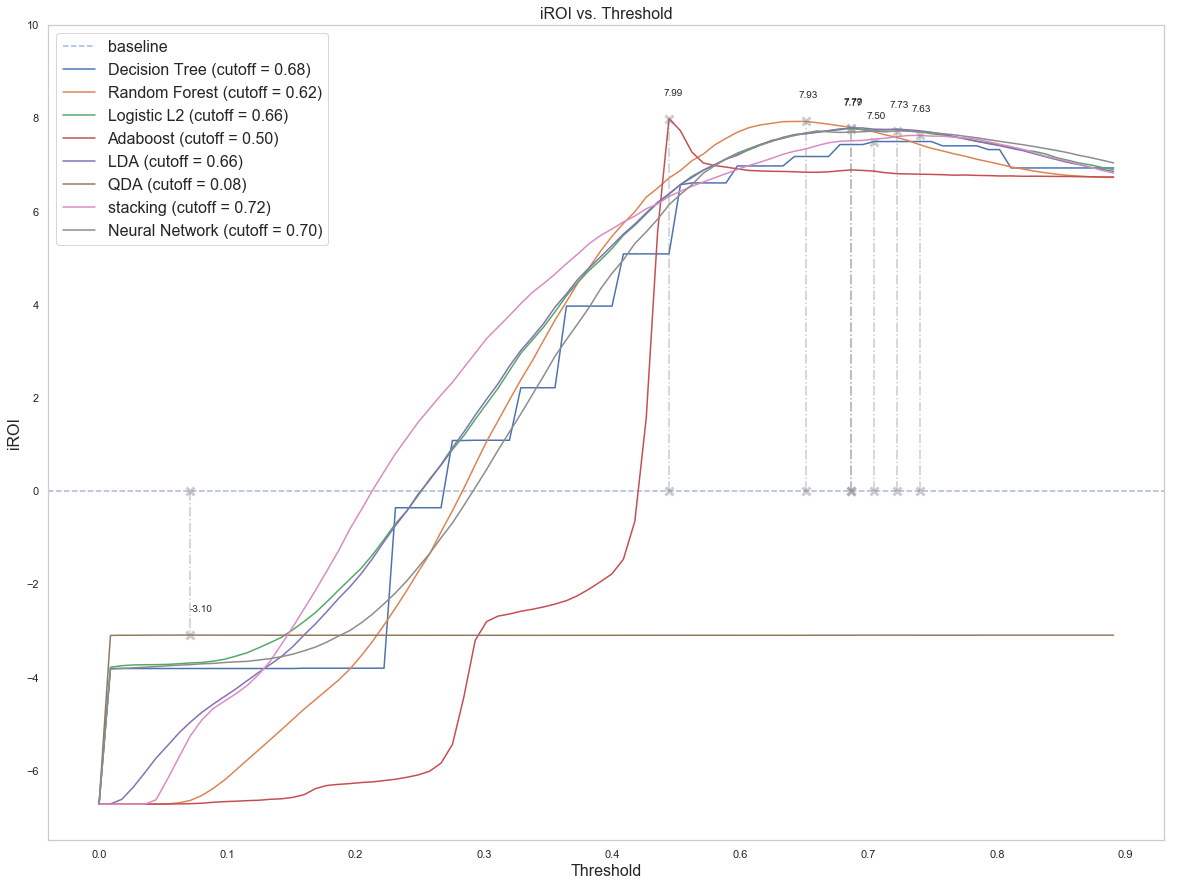 iROI vs. Threshold
baseline
Decision Tree (cutoff = 0.68)
Random Forest (cutoff = 0.62)
Logistic L2 (cutoff = 0.66)
Adaboost (cutoff = 0.50)
LDA (cutoff = 0.66)
QDA (cutoff = 0.08)
stacking (cutoff = 0.72)
Neural Network (cutoff = 0.70)
7.99
7.93
7.73
7.63
7.50
-3.10
10
8
6
4
2
0
−2
−4
−6
iROI
0.0 0.1 0.2 0.3 0.4 0.5 0.6 0.7 0.8 0.9
Threshold